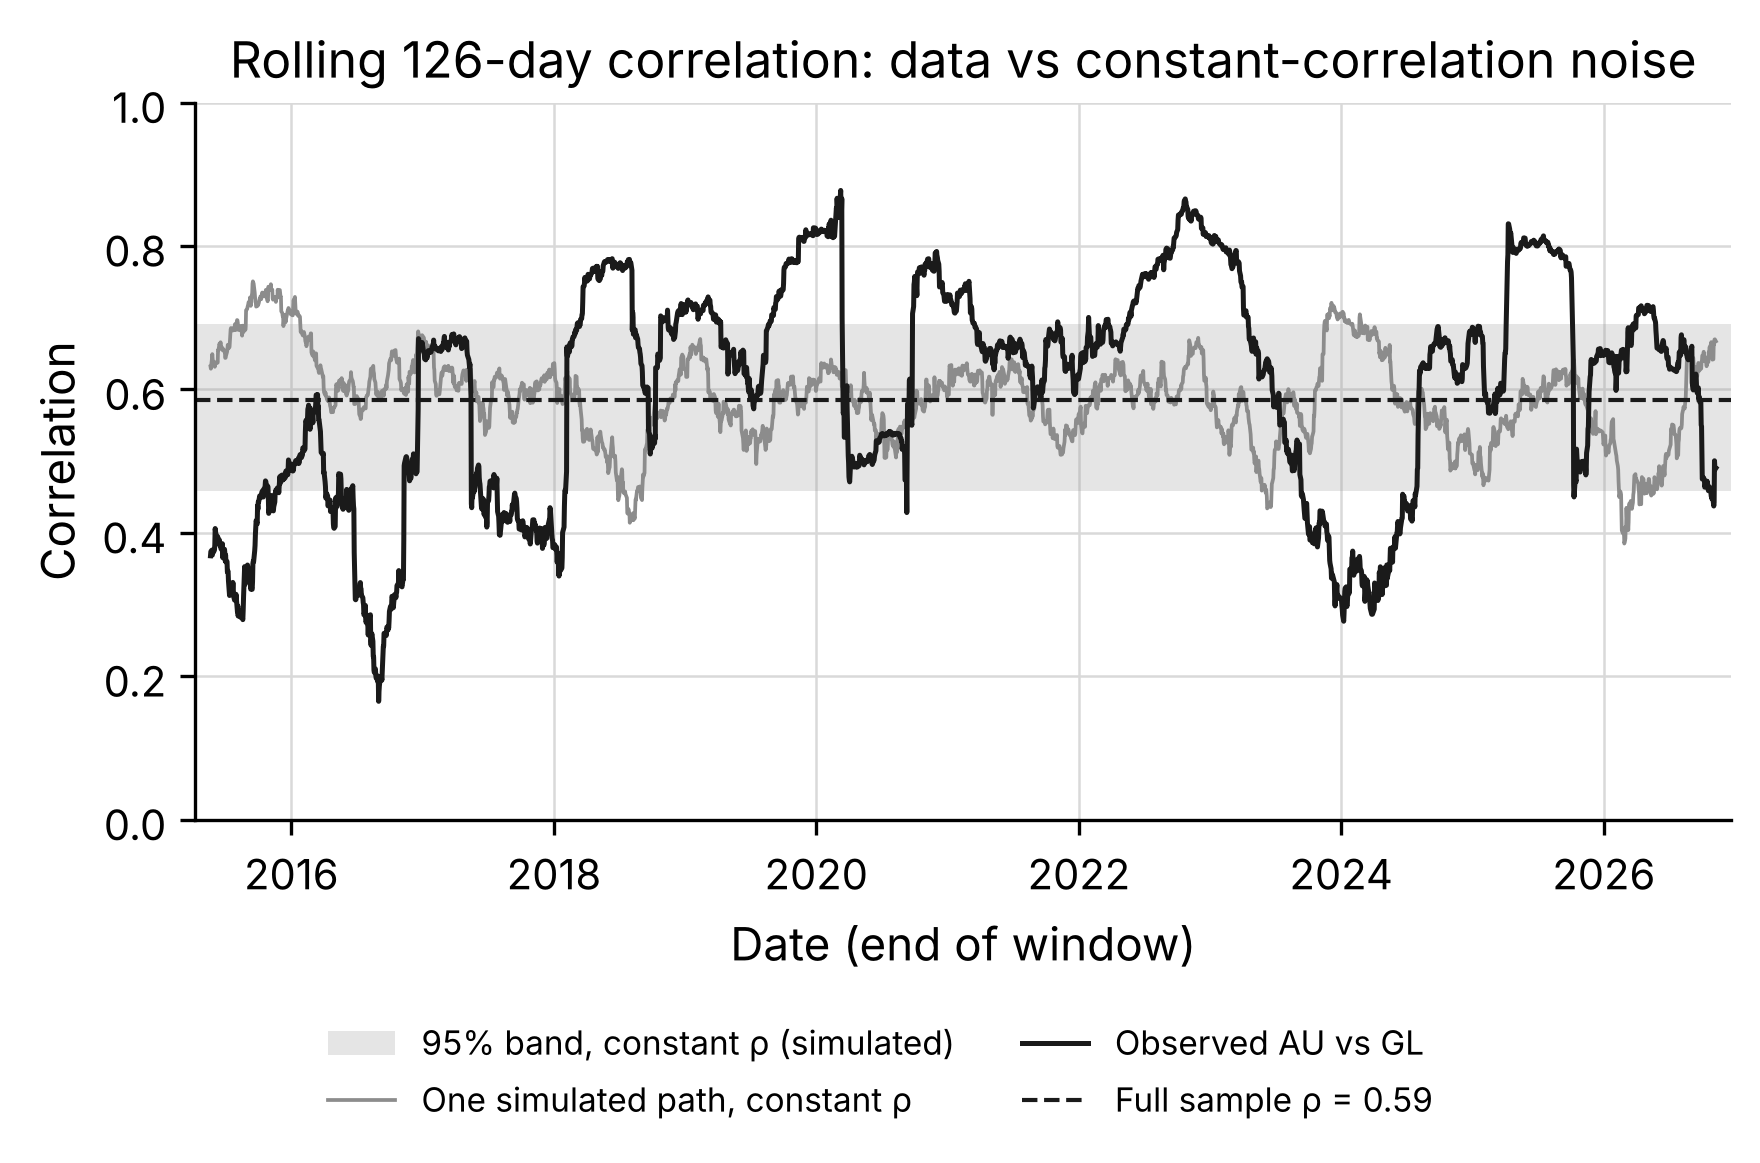 Rolling 126-day correlation: data vs constant-correlation noise
1.0
0.8
0.6
0.4
0.2
0.0
Correlation
2016 2018 2020 2022 2024 2026
Date (end of window)
95% band, constant ρ (simulated)
One simulated path, constant ρ
Observed AU vs GL
Full sample ρ = 0.59